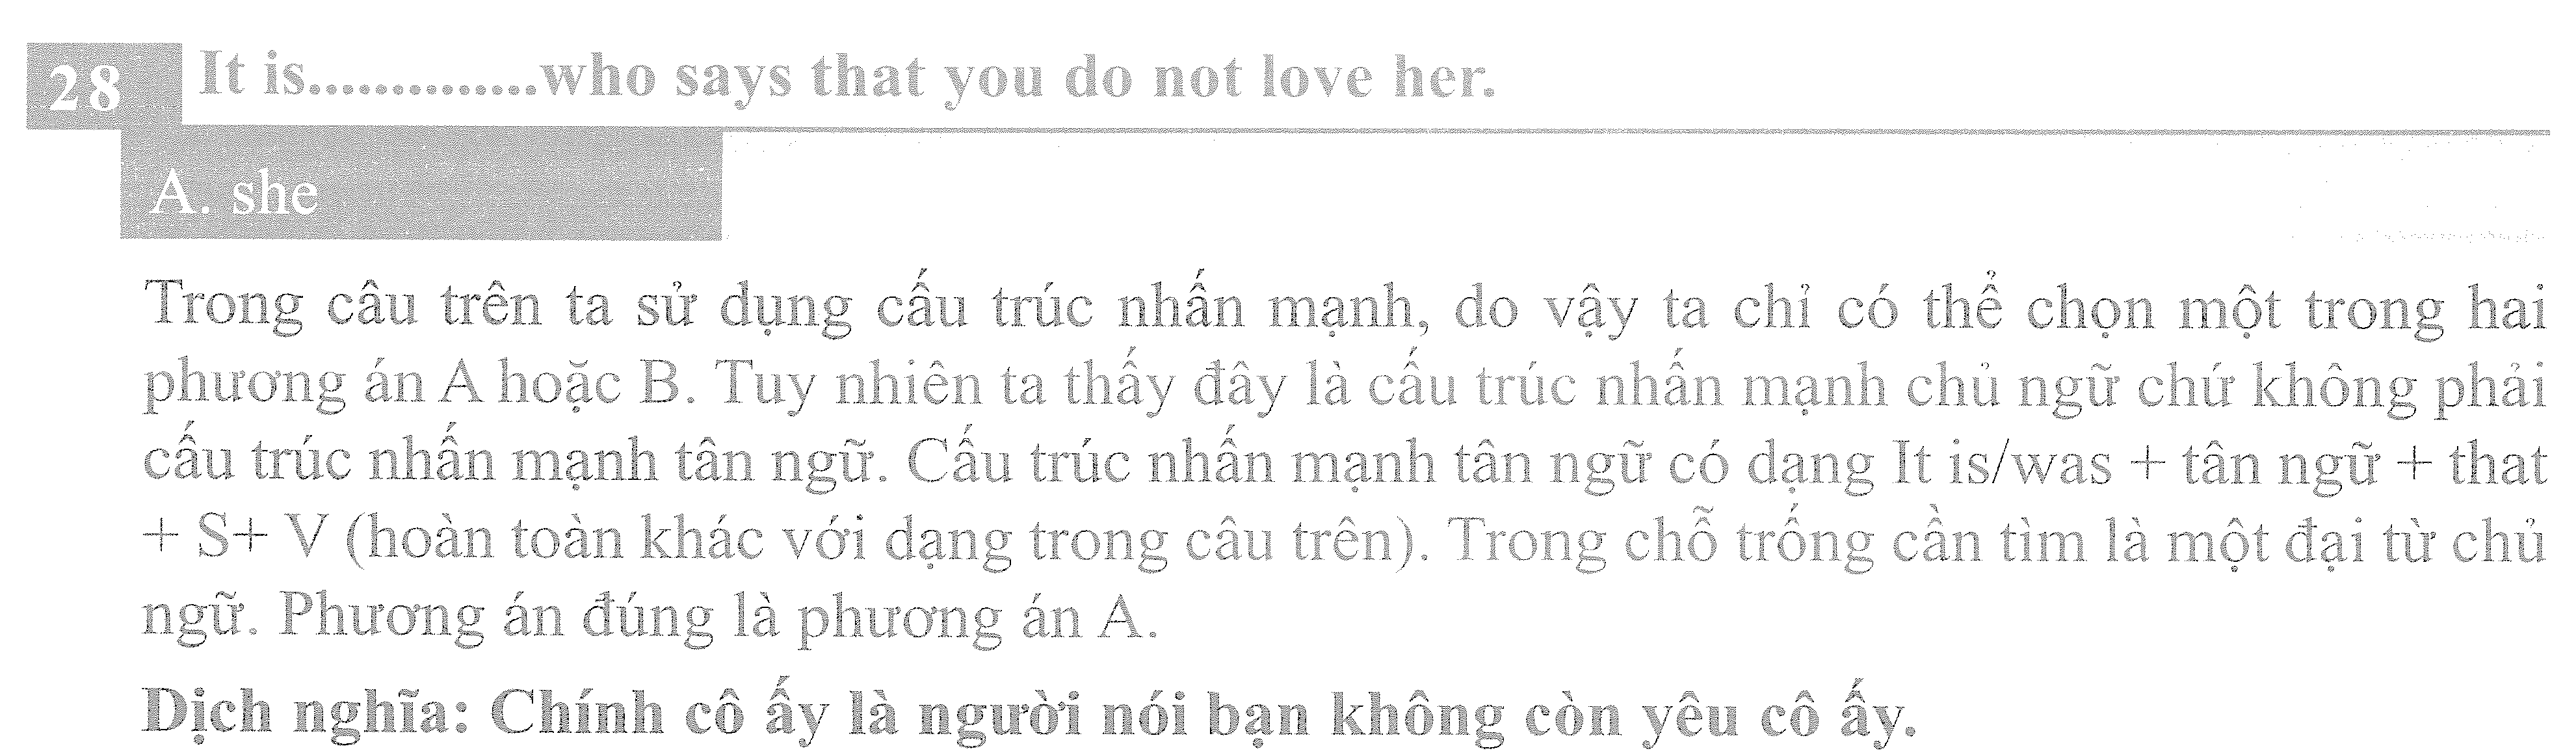 28 It is..............who says that you do not love her.
A. she
Trong câu trên ta sử dụng cấu trúc nhấn mạnh, do vậy ta chỉ có thể chọn một trong hai
phương án A hoặc B. Tuy nhiên ta thấy đây là cấu trúc nhấn mạnh chủ ngữ chứ không phải
cấu trúc nhấn mạnh tân ngữ. Cấu trúc nhấn mạnh tân ngữ có dạng It is/was + tân ngữ + that
+ S+ V (hoàn toàn khác với dạng trong câu trên). Trong chỗ trống cần tìm là một đại từ chủ
ngữ. Phương án đúng là phương án A.
Dịch nghĩa: Chính cô ấy là người nói bạn không còn yêu cô ấy.